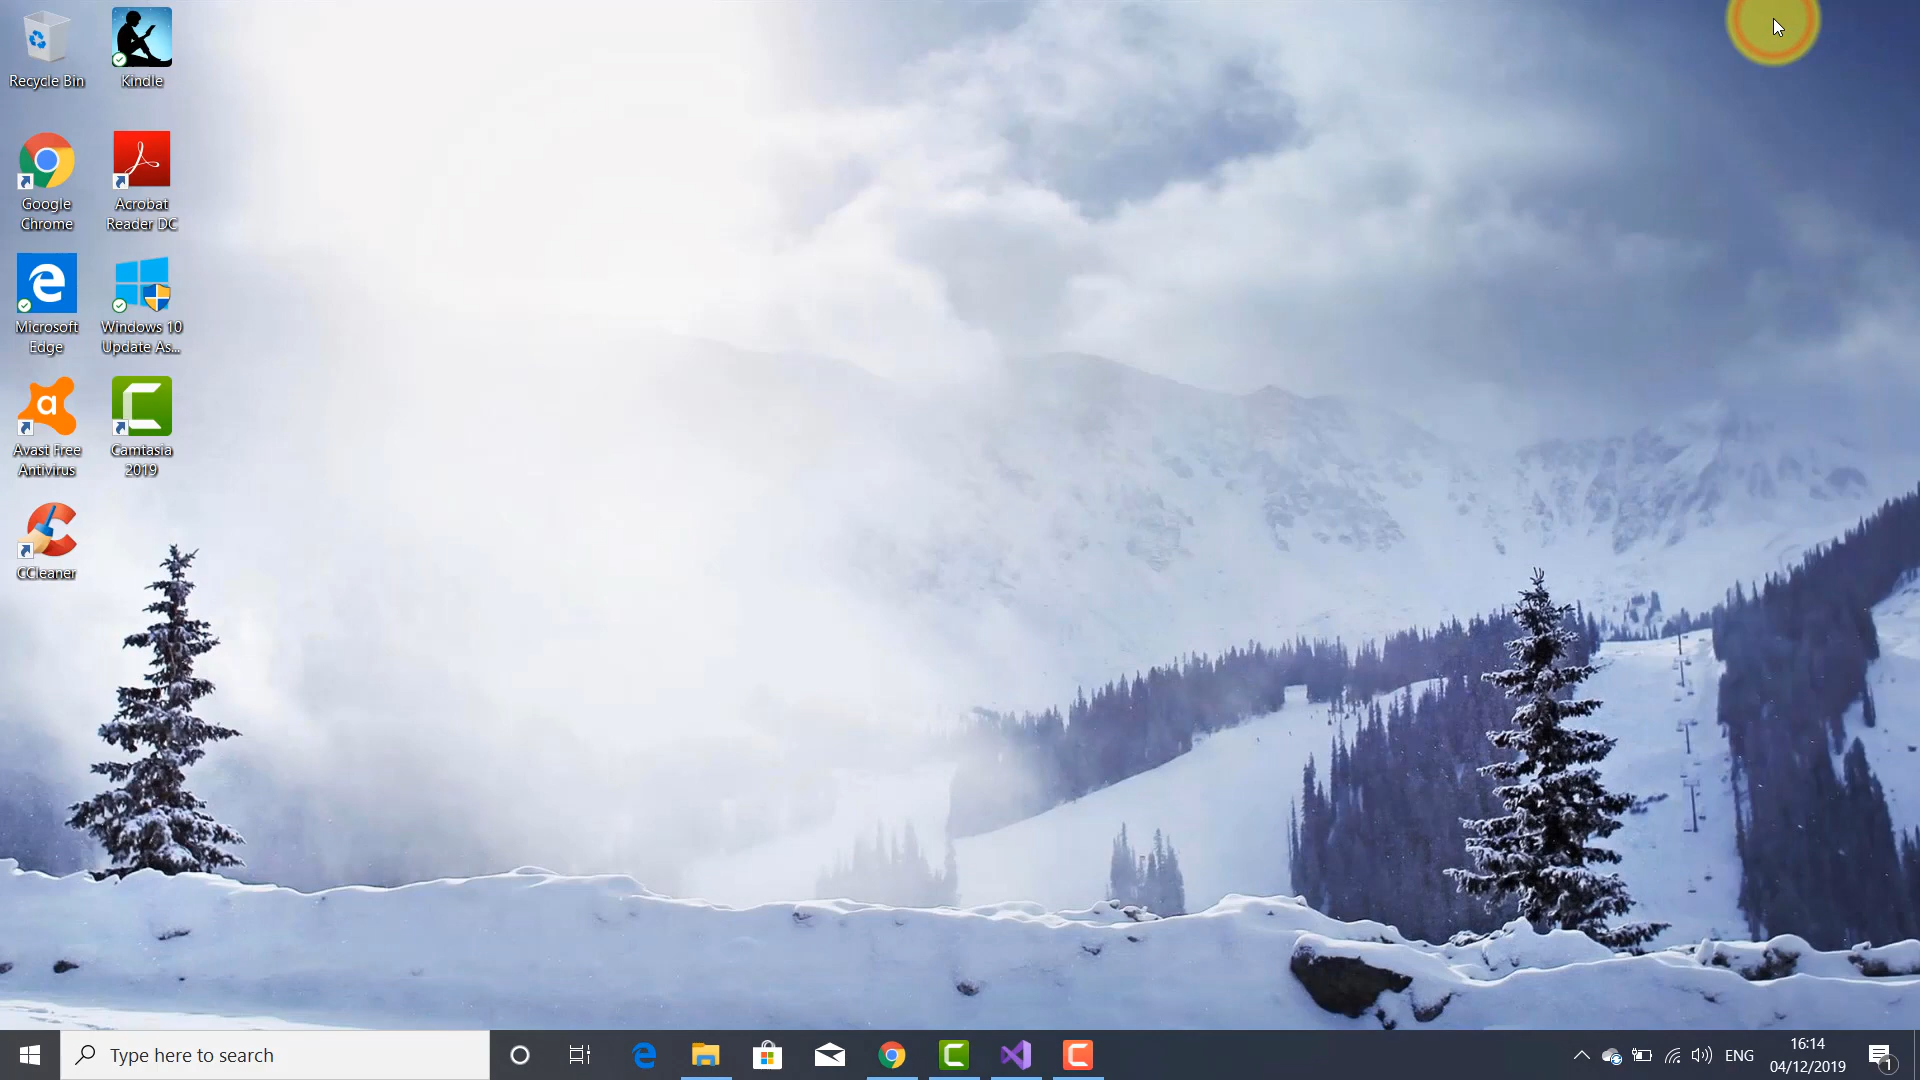 Recycle Bin
Kindle
Google
Chrome
Acrobat
Reader DC
Microsoft
Edge
Windows 10
Update As...
Avast Free
Antivirus
Camtasia
2019
CCleaner
Type here to search
ENG
16:14
04/12/2019
1